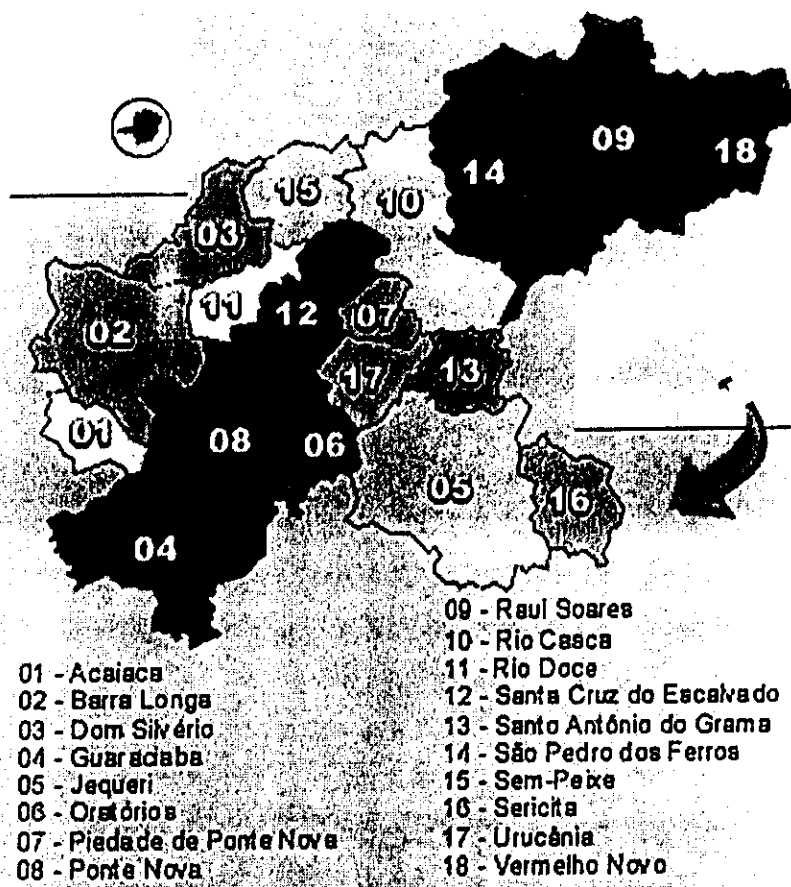 09
18
14
15
10
03
11
12
07
02
17
13
01
08
06
05
16
04
01 - Acaiaca
02 - Barra Longa
03 - Dom Silvério
04 - Guaraciaba
05 - Jequeri
06 - Oratórios
07 - Piedade de Ponte Nova
08 - Ponte Nova
09 - Raul Soares
10 - Rio Casca
11 - Rio Doce
12 - Santa Cruz do Escalvado
13 - Santo Antônio do Grama
14 - São Pedro dos Ferros
15 - Sem-Peixe
16 - Sericita
17 - Urucânia
18 - Vermelho Novo